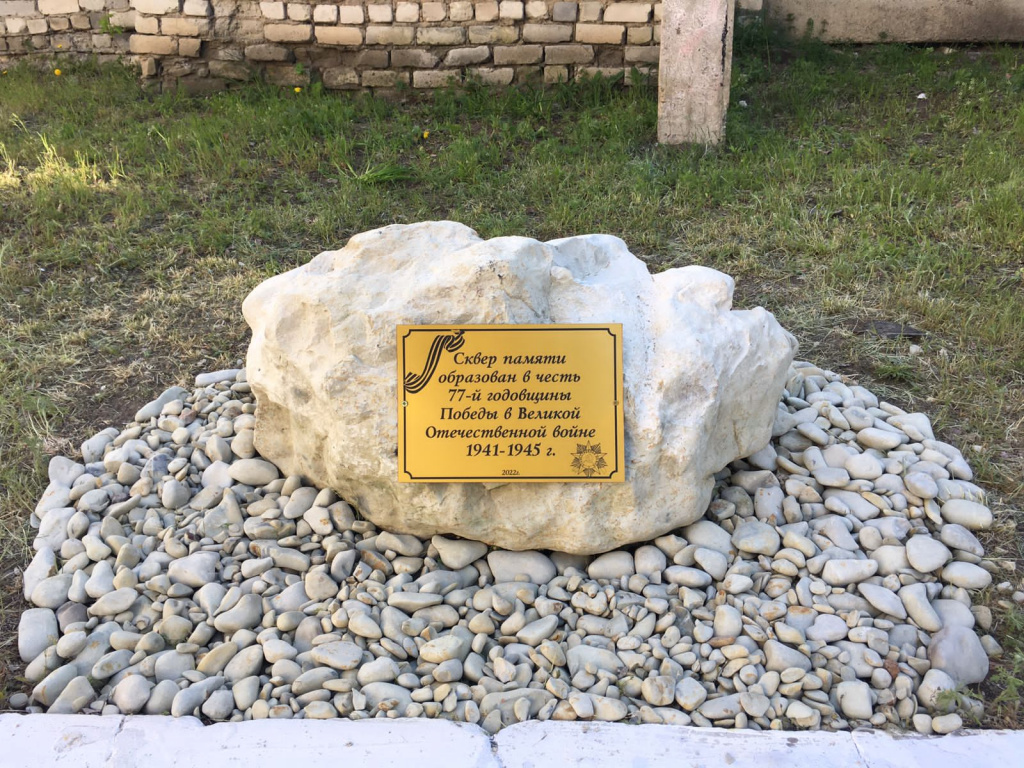 Сквер памяти
образован в честь
77-й годовщины
Победы в Великой
Отечественной войне
1941-1945 г.
2022г.